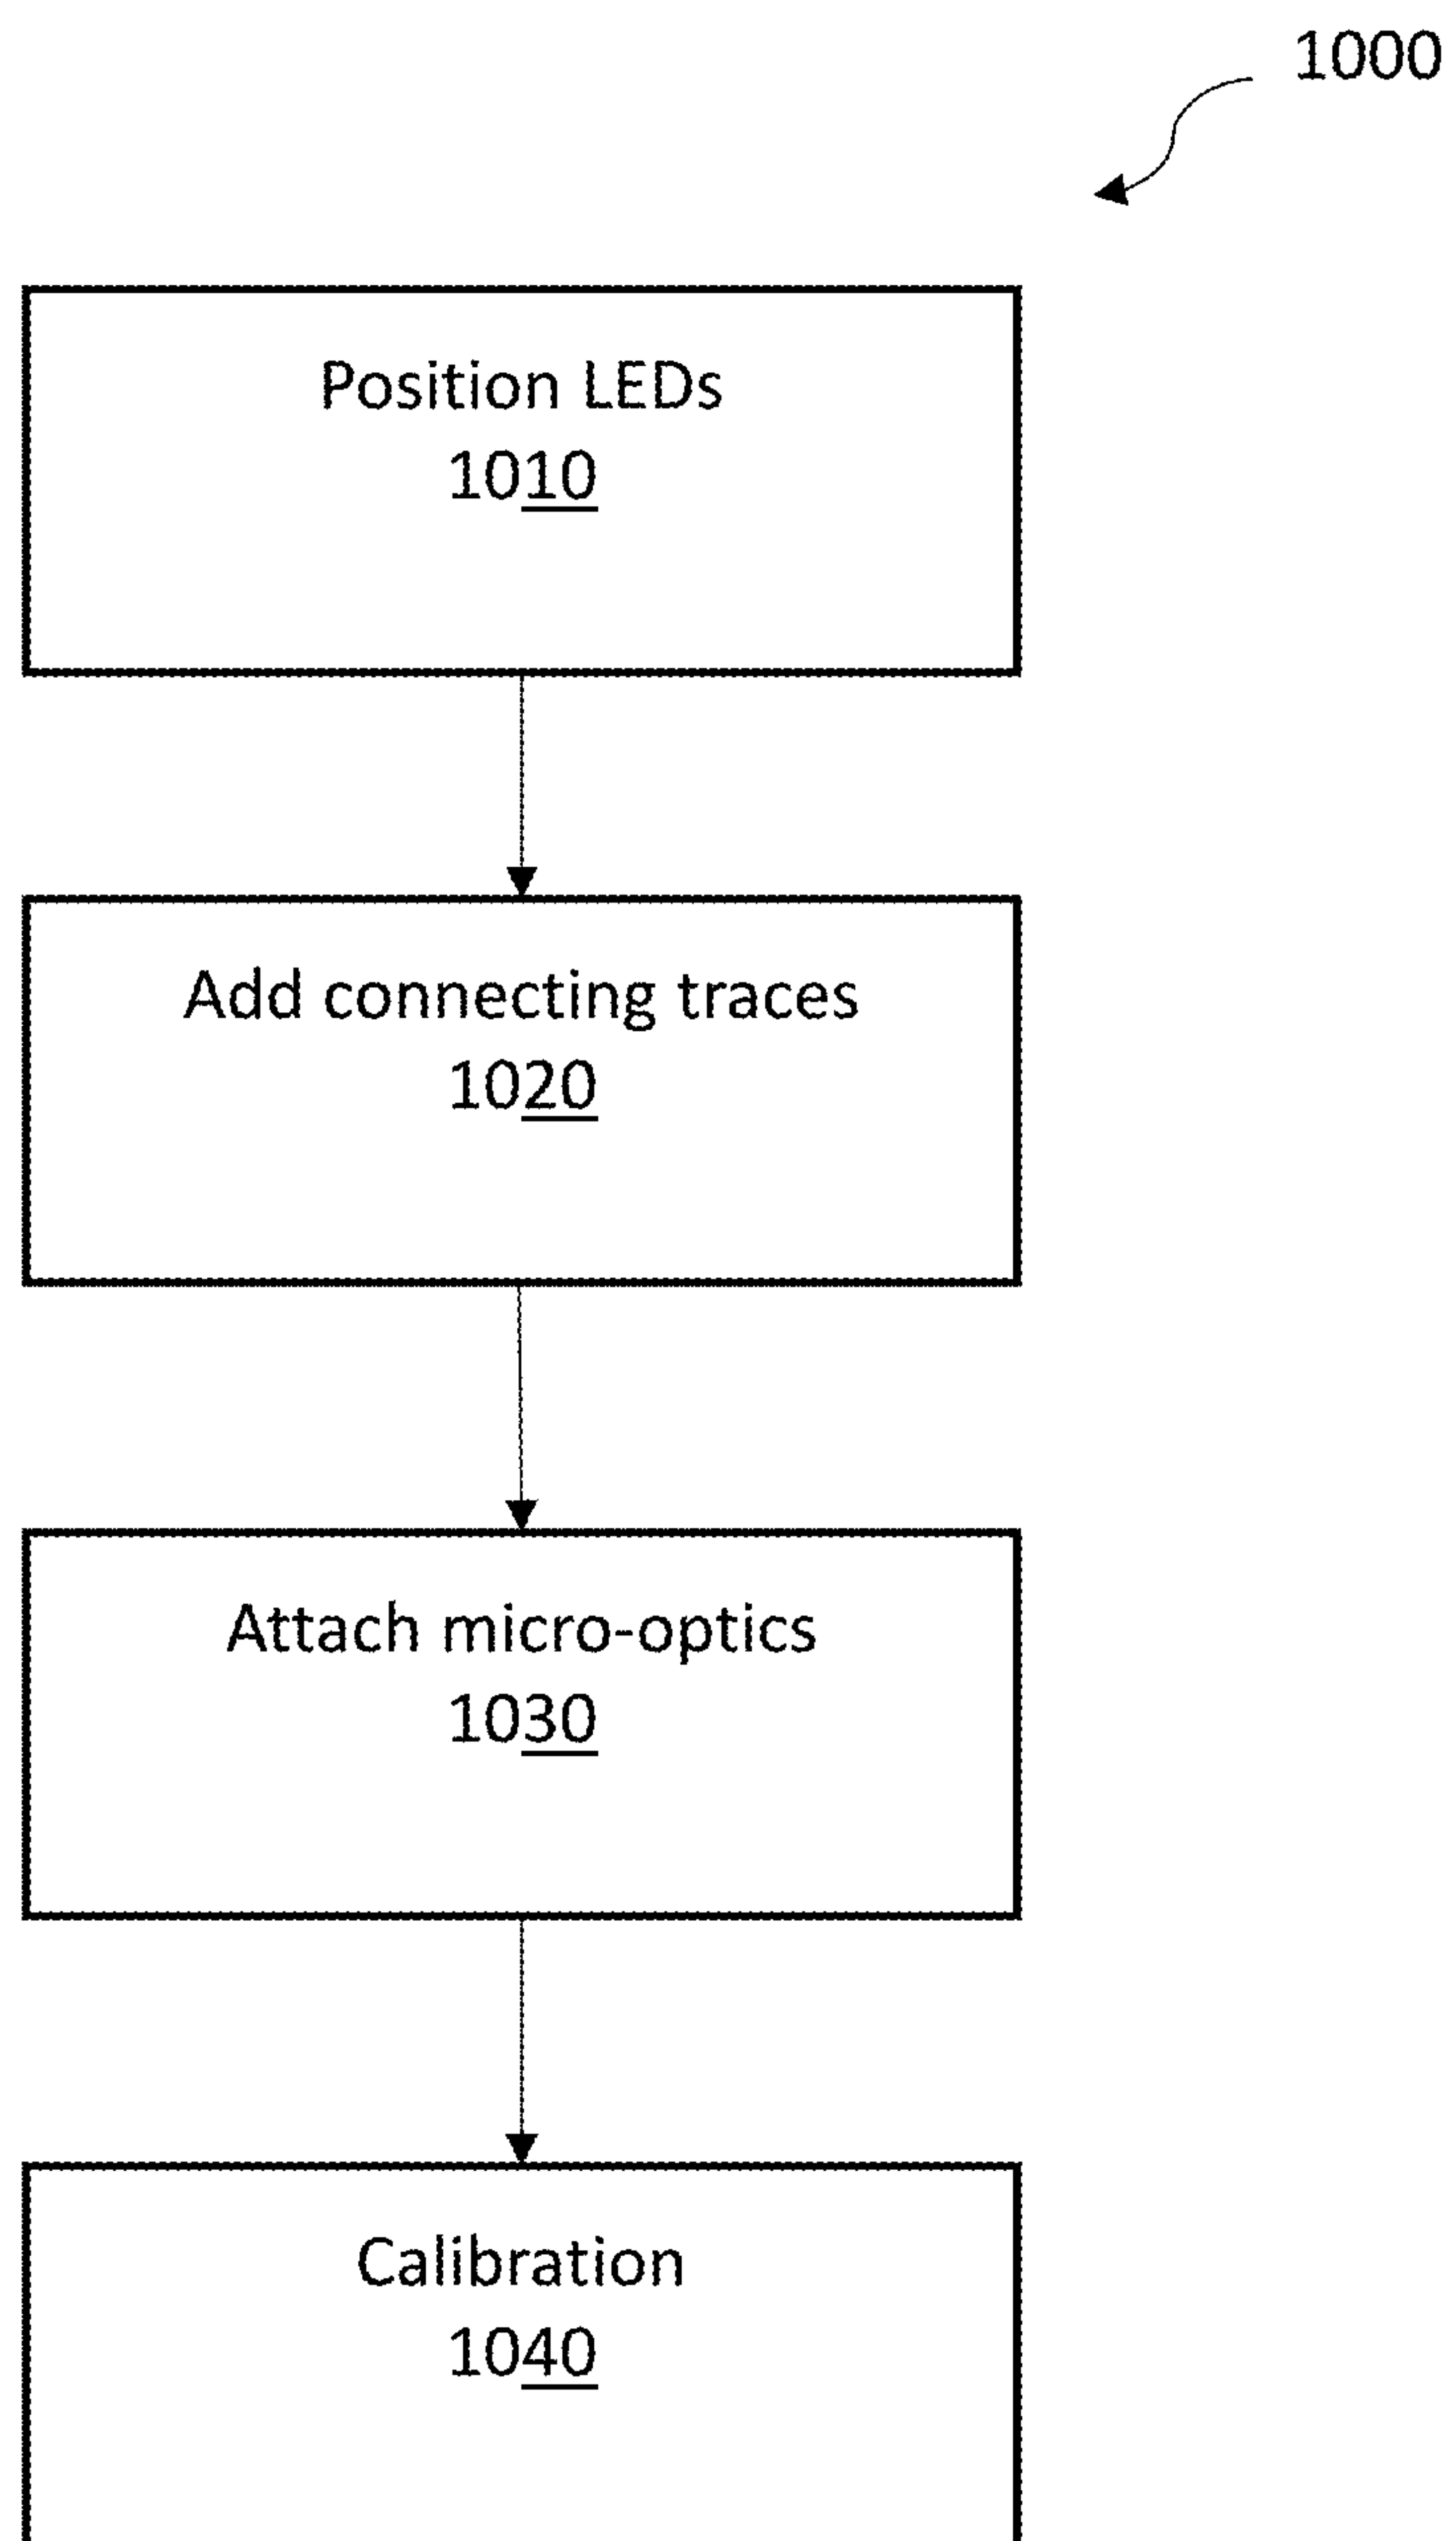 1000
Position LEDs
1010
Add connecting traces
1020
Attach micro-optics
1030
Calibration
1040